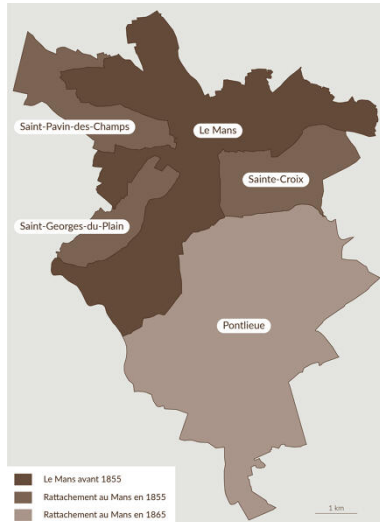 Saint-Pavin-des-Champs
Le Mans
Sainte-Croix
Saint-Georges-du-Plain
Pontlieue
Le Mans avant 1855
Rattachement au Mans en 1855
Rattachement au Mans en 1865
1 km